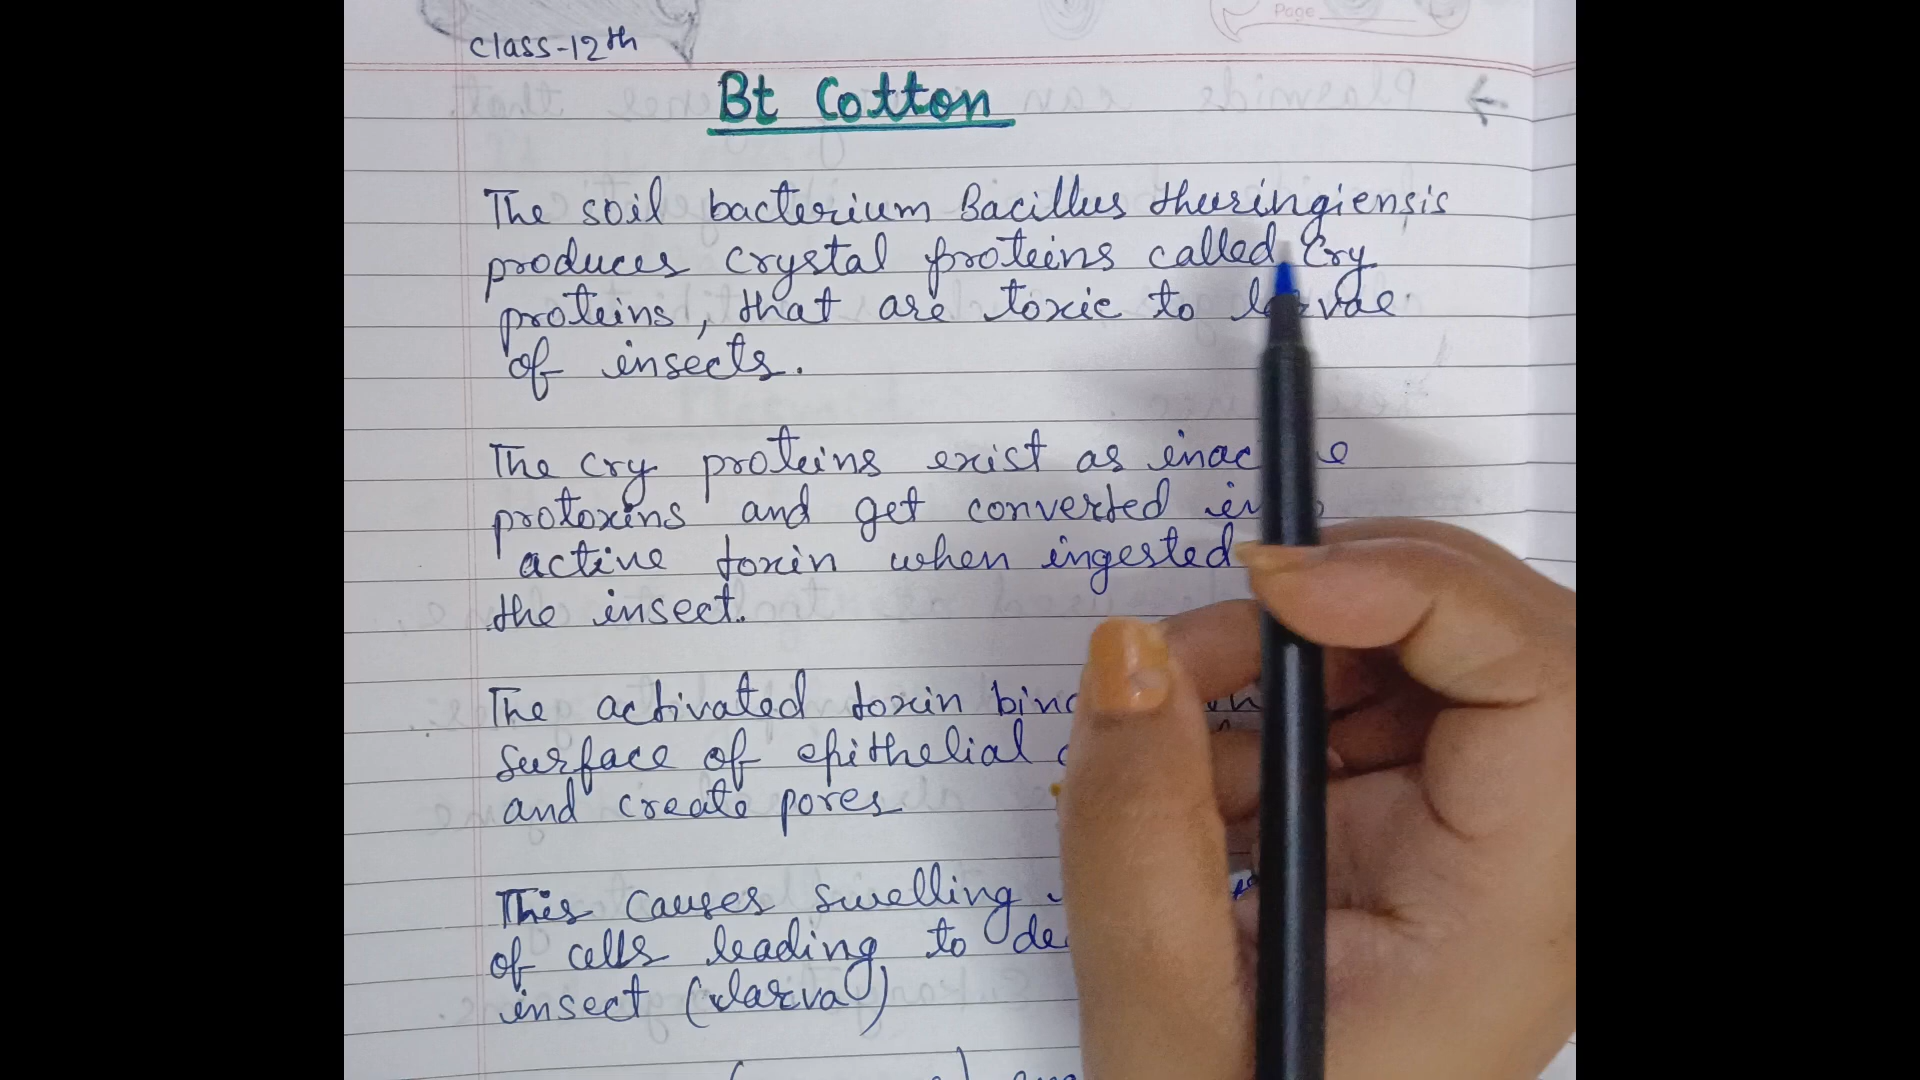 Page
Class-12th
Bt Cotton
The soil bacterium Bacillus thuringiensis
produces crystal proteins called Cry
proteins, that are toxic to larvae
of insects.
The cry proteins exist as
protoxins and get converted
active toxin when ingested
the insect.
The activated toxin
surface of epithelial
and create pores
This causes swelling
of cells leading to
insect (larva)